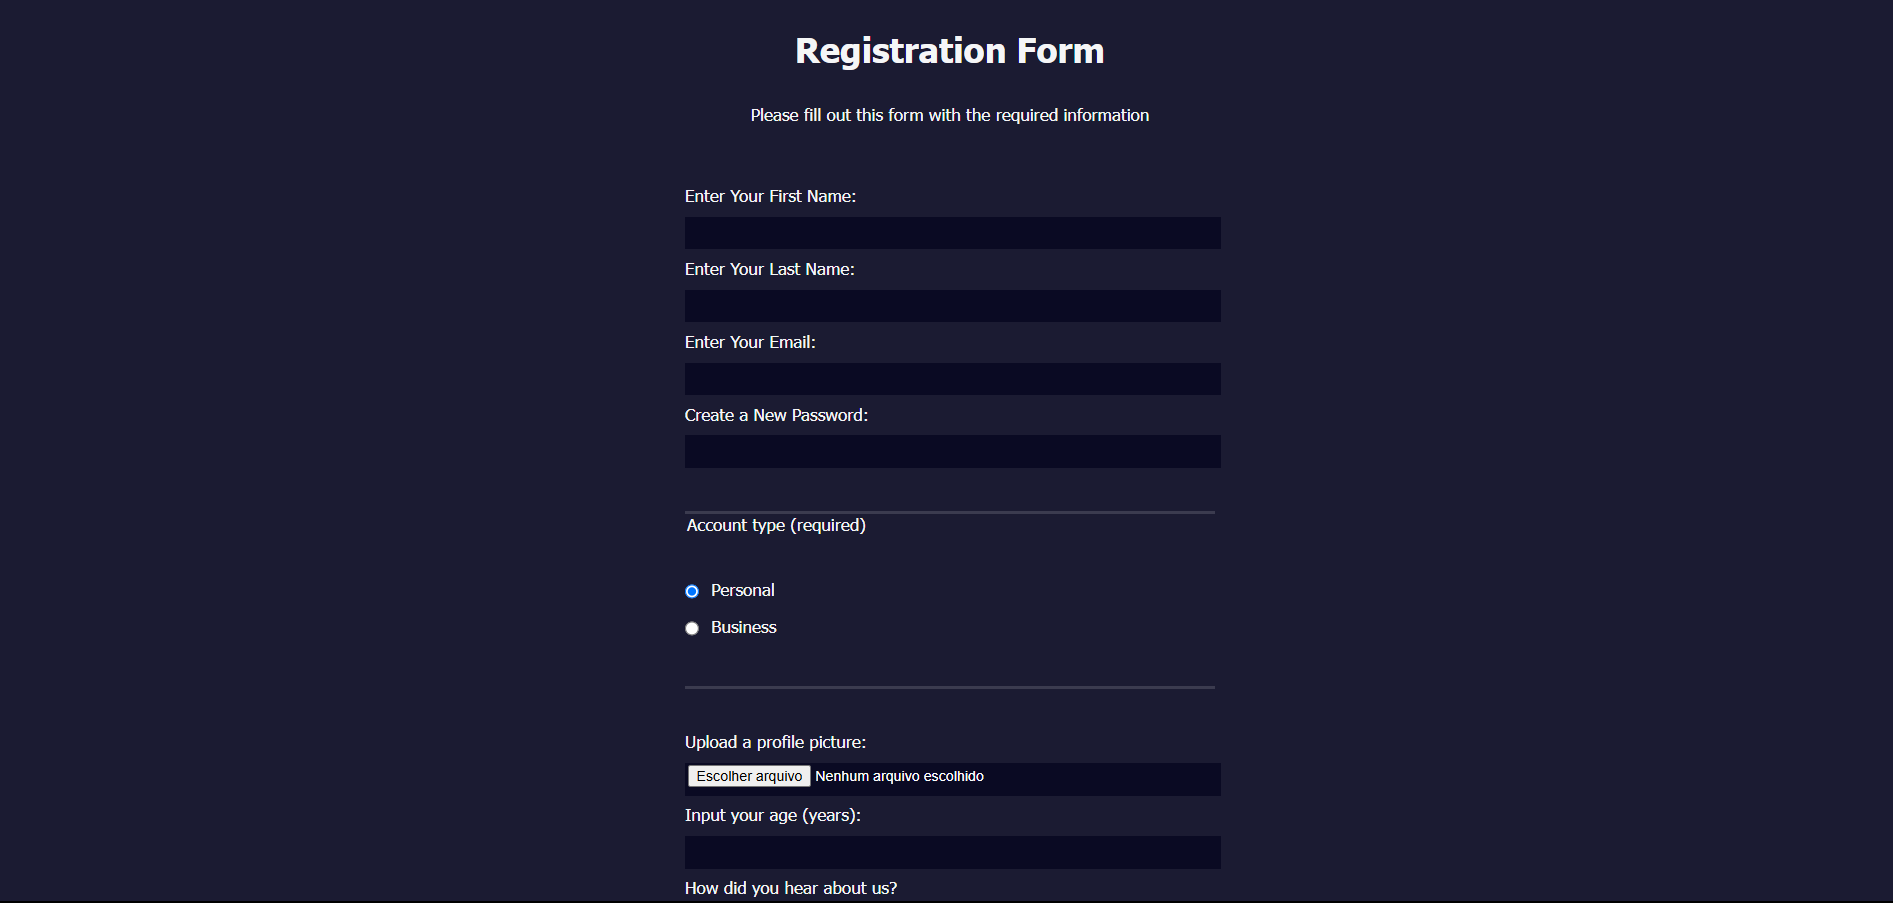 Registration Form
Please fill out this form with the required information
Enter Your First Name:
Enter Your Last Name:
Enter Your Email:
Create a New Password:
Account type (required)
Personal
Business
Upload a profile picture:
Escolher arquivo Nenhum arquivo escolhido
Input your age (years):
How did you hear about us?